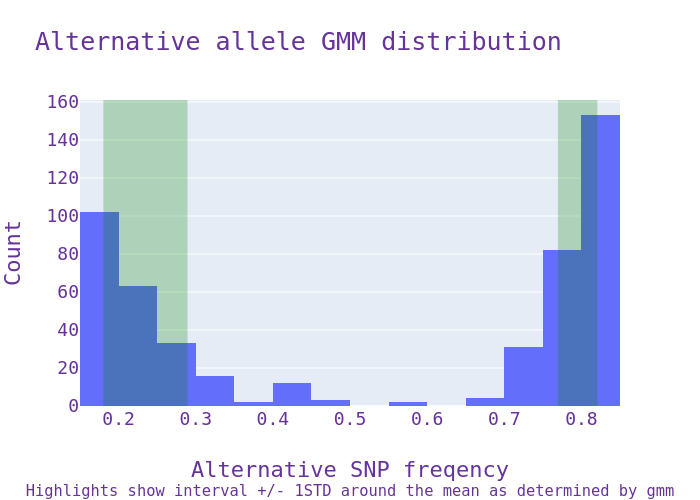 Alternative allele GMM distribution
160
140
120
100
80
60
40
20
0
Count
0.2 0.3 0.4 0.5 0.6 0.7 0.8
Alternative SNP freqency
Highlights show interval +/- 1STD around the mean as determined by gmm